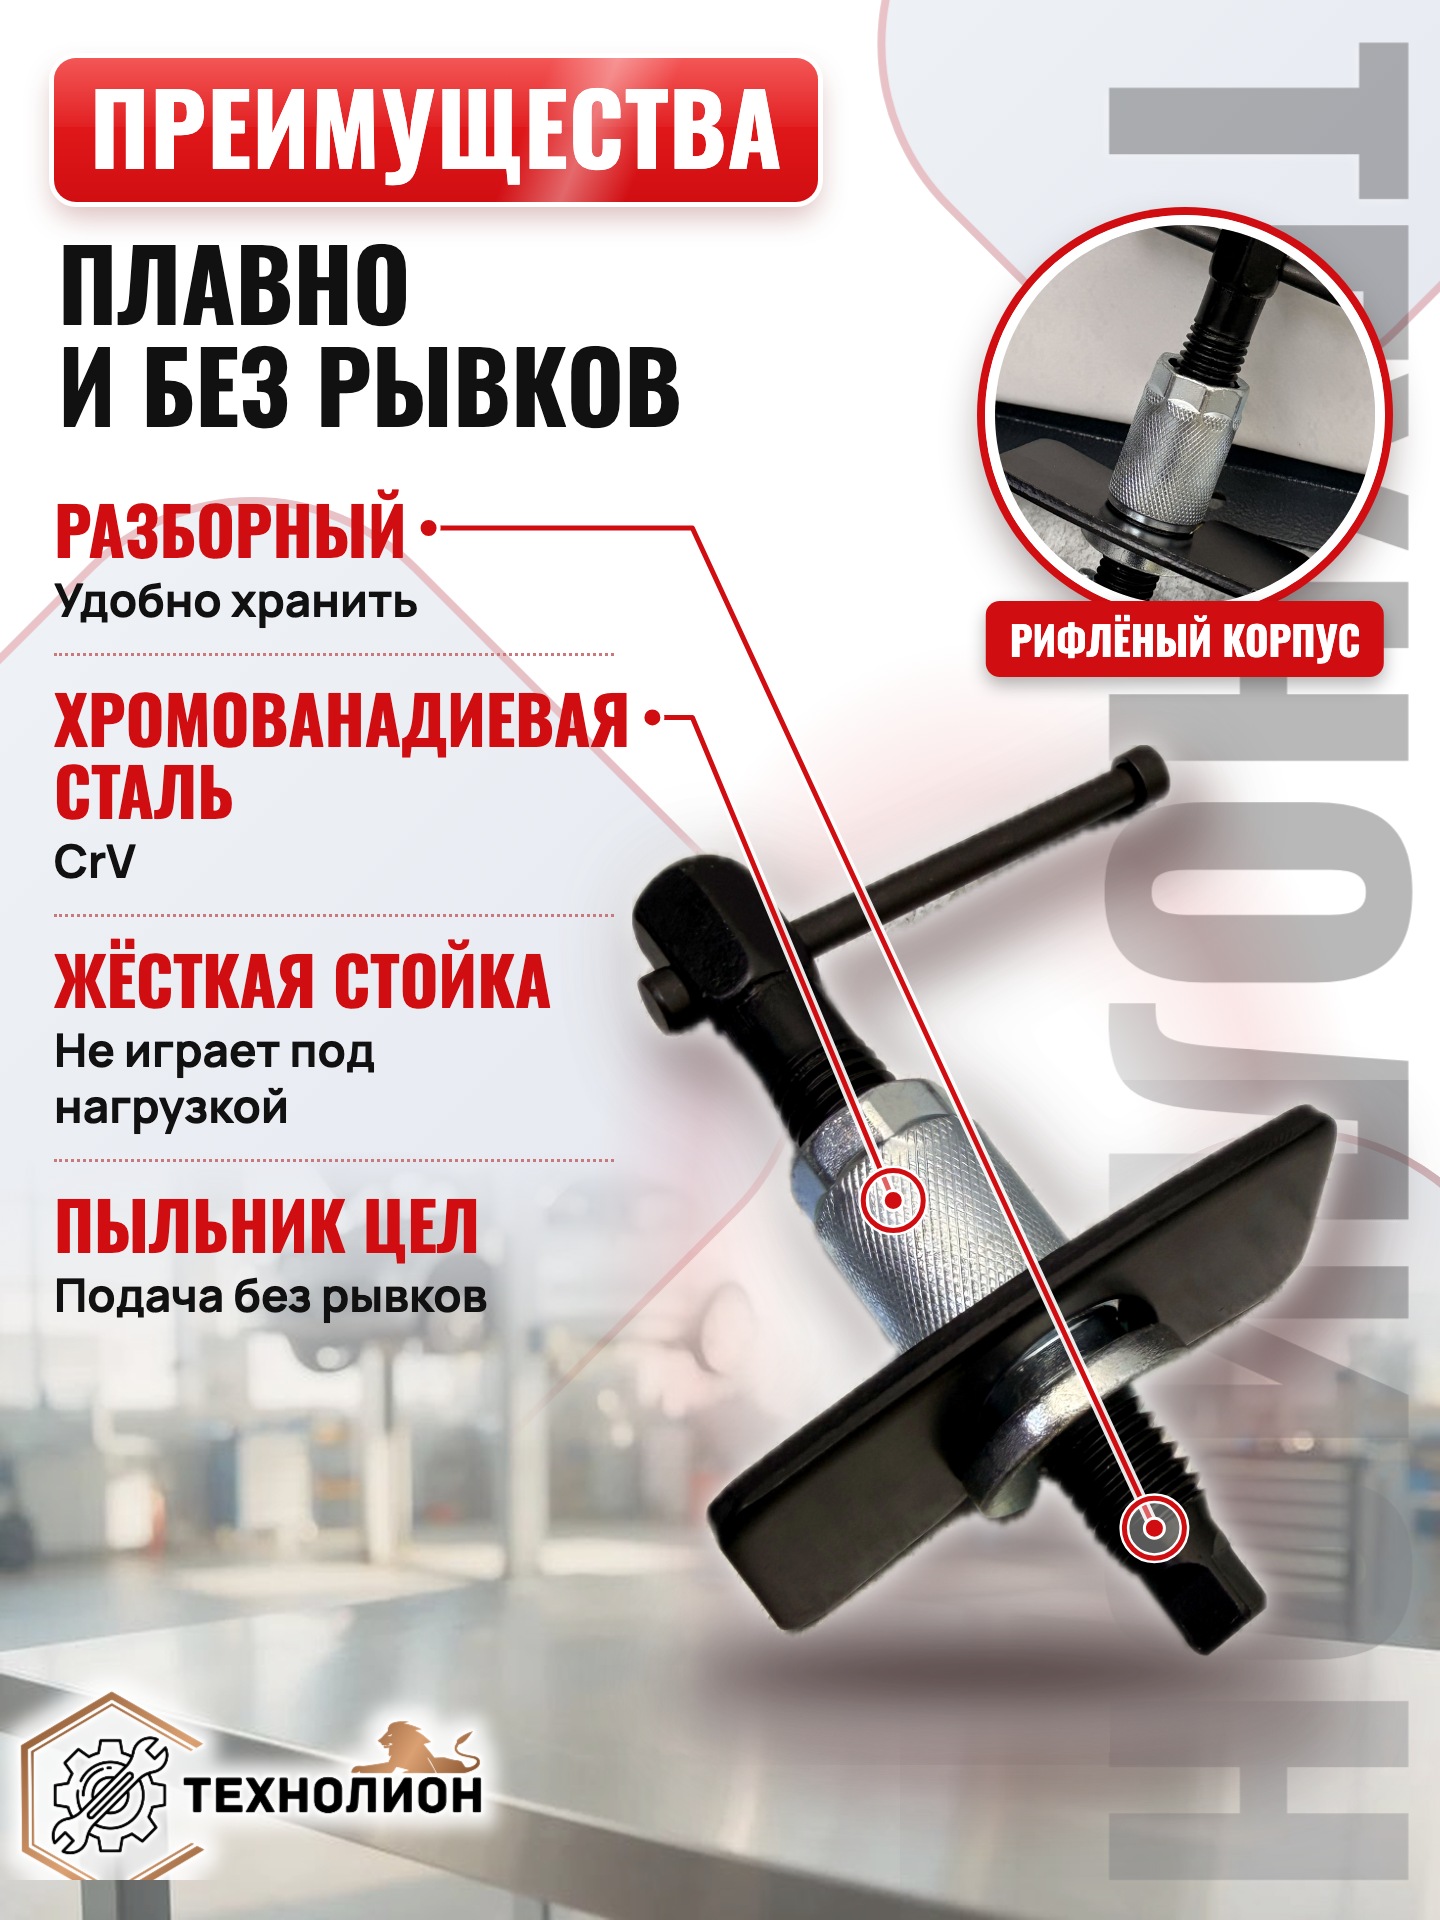 ПРЕИМУЩЕСТВА
ПЛАВНО
И БЕЗ РЫВКОВ
РАЗБОРНЫЙ
Удобно хранить
ХРОМОВАНАДИЕВАЯ
СТАЛЬ
CrV
ЖЁСТКАЯ СТОЙКА
Не играет под
нагрузкой
ПЫЛЬНИК ЦЕЛ
Подача без рывков
РИФЛЁНЫЙ КОРПУС
ТЕХНОЛИОН
ТЕХНОЛИОН